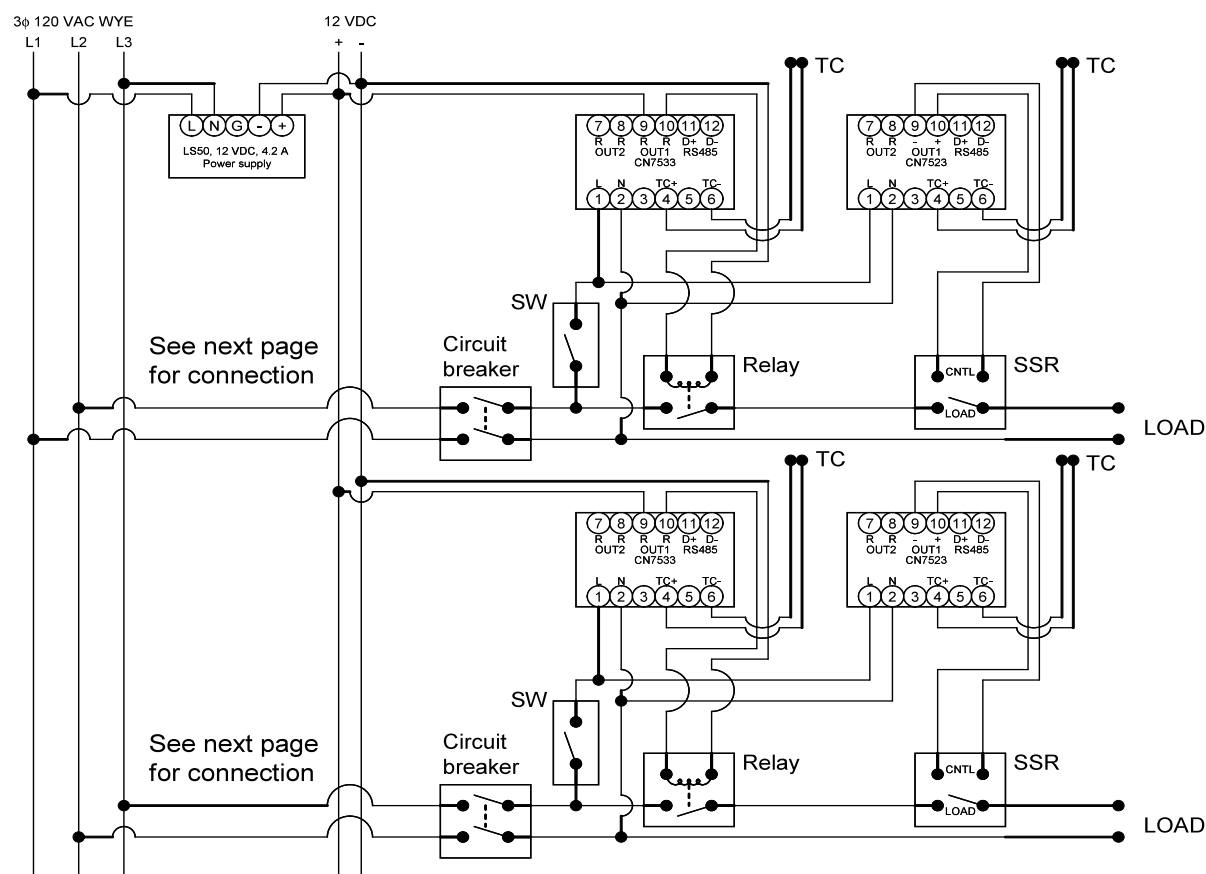 3ϕ 120 VAC WYE
12 VDC
L1 L2 L3 + -
TC TC
L N G - +
LS50, 12 VDC, 4.2 A
Power supply
7 8 9 10 11 12
R R R R D+ D-
OUT2 OUT1 RS485
CN7533
L N TC+ TC-
1 2 3 4 5 6
7 8 9 10 11 12
R R - + D+ D-
OUT2 OUT1 RS485
CN7523
L N TC+ TC-
1 2 3 4 5 6
SW
See next page
for connection
Circuit
breaker
Relay
CNTL
SSR
LOAD
LOAD
TC TC
7 8 9 10 11 12
R R R R D+ D-
OUT2 OUT1 RS485
CN7533
L N TC+ TC-
1 2 3 4 5 6
7 8 9 10 11 12
R R - + D+ D-
OUT2 OUT1 RS485
CN7523
L N TC+ TC-
1 2 3 4 5 6
SW
See next page
for connection
Circuit
breaker
Relay
CNTL
SSR
LOAD
LOAD